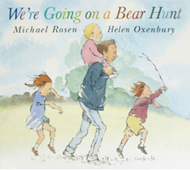 We're Going on a Bear Hunt
Michael Rosen Helen Oxenbury